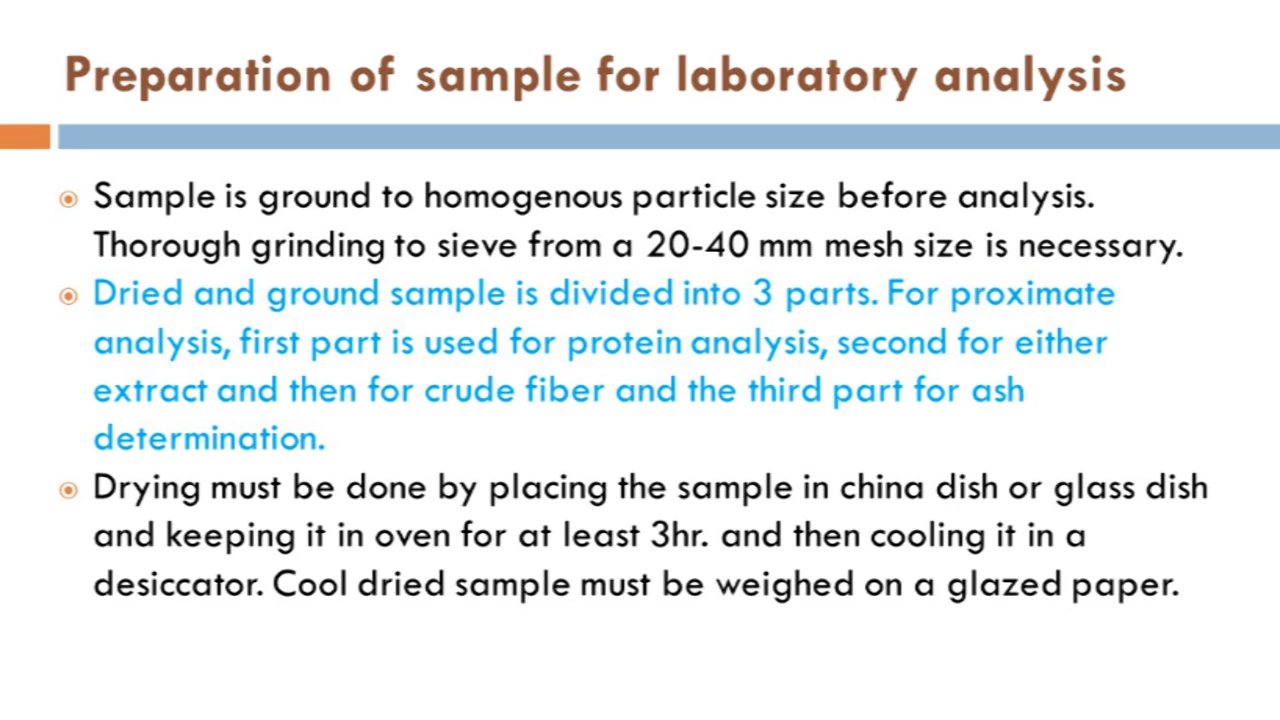 Preparation of sample for laboratory analysis
Sample is ground to homogenous particle size before analysis.
Thorough grinding to sieve from a 20-40 mm mesh size is necessary.
Dried and ground sample is divided into 3 parts. For proximate
analysis, first part is used for protein analysis, second for either
extract and then for crude fiber and the third part for ash
determination.
Drying must be done by placing the sample in china dish or glass dish
and keeping it in oven for at least 3hr. and then cooling it in a
desiccator. Cool dried sample must be weighed on a glazed paper.